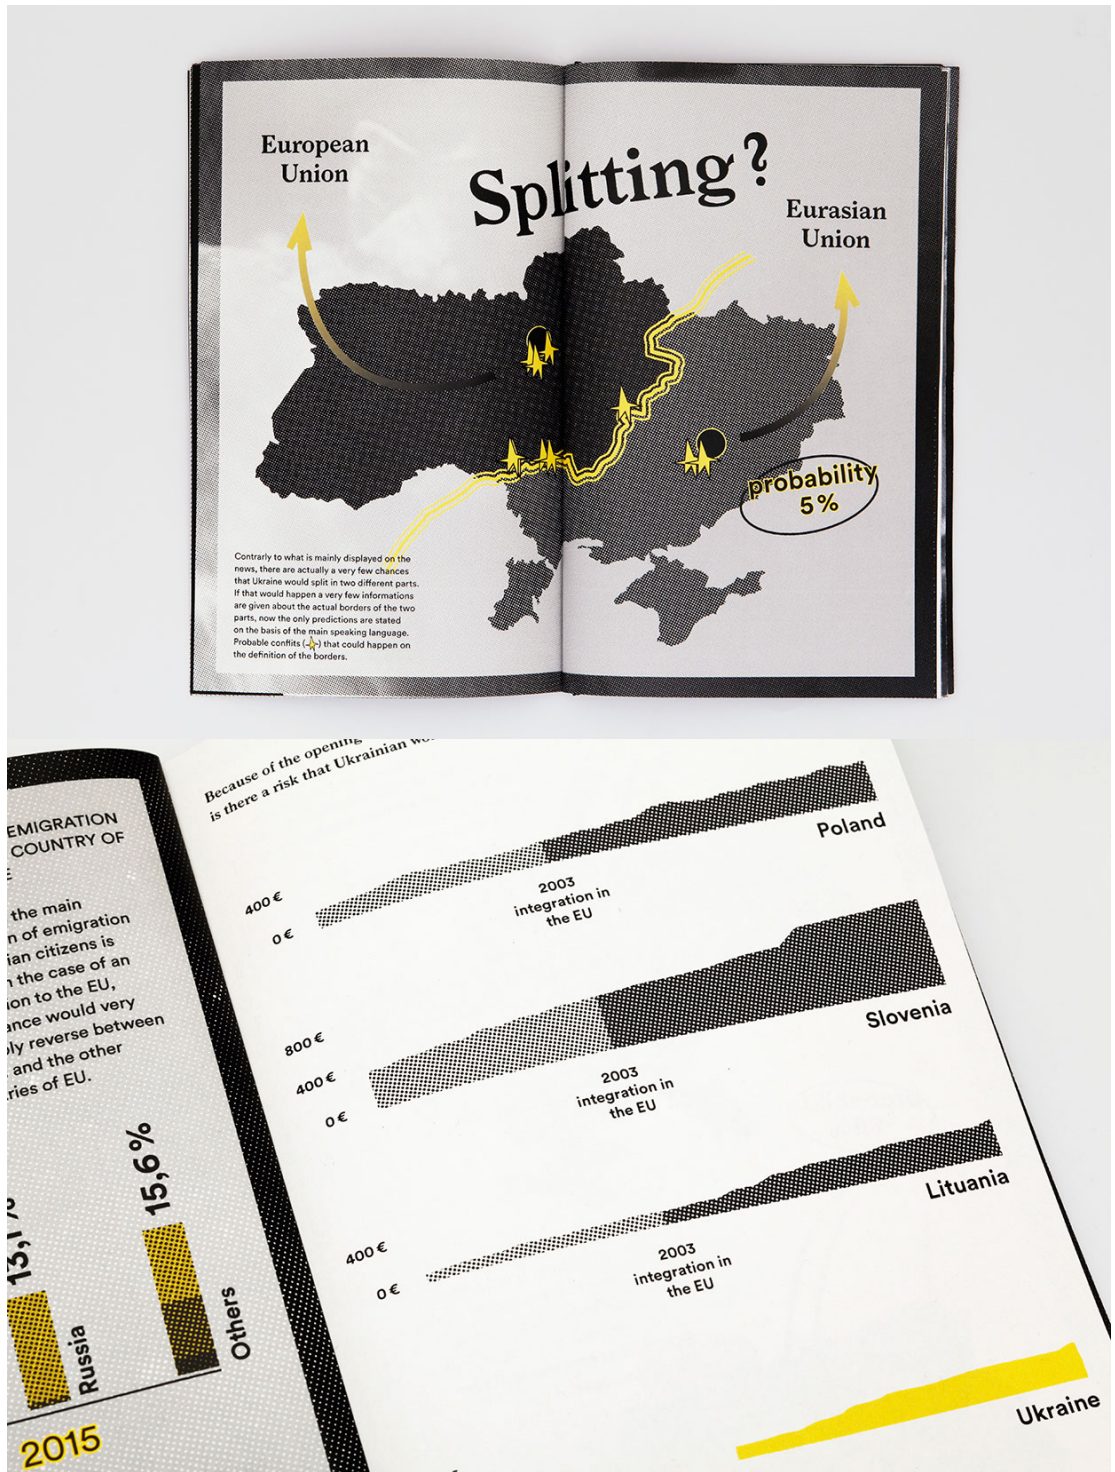 European
Union
Splitting?
Eurasian
Union
probability
5%
Contrarly to what is mainly displayed on the
news, there are actually a very few chances
that Ukraine would split in two different parts.
If that would happen a very few informations
are given about the actual borders of the two
parts, now the only predictions are stated
on the basis of the main speaking language.
Probable conflits (-) that could happen on
the definition of the borders.
EMIGRATION
COUNTRY OF
the main
of emigration
citizens is
the case of an
to the EU,
would very
reverse between
and the other
of EU.
15,6%
Russia
Others
2015
Because of the opening
is there a risk that Ukrainian
400 €
0 €
2003
integration in
the EU
Poland
800 €
400 €
0 €
2003
integration in
the EU
Slovenia
400 €
0 €
2003
integration in
the EU
Lituania
Ukraine